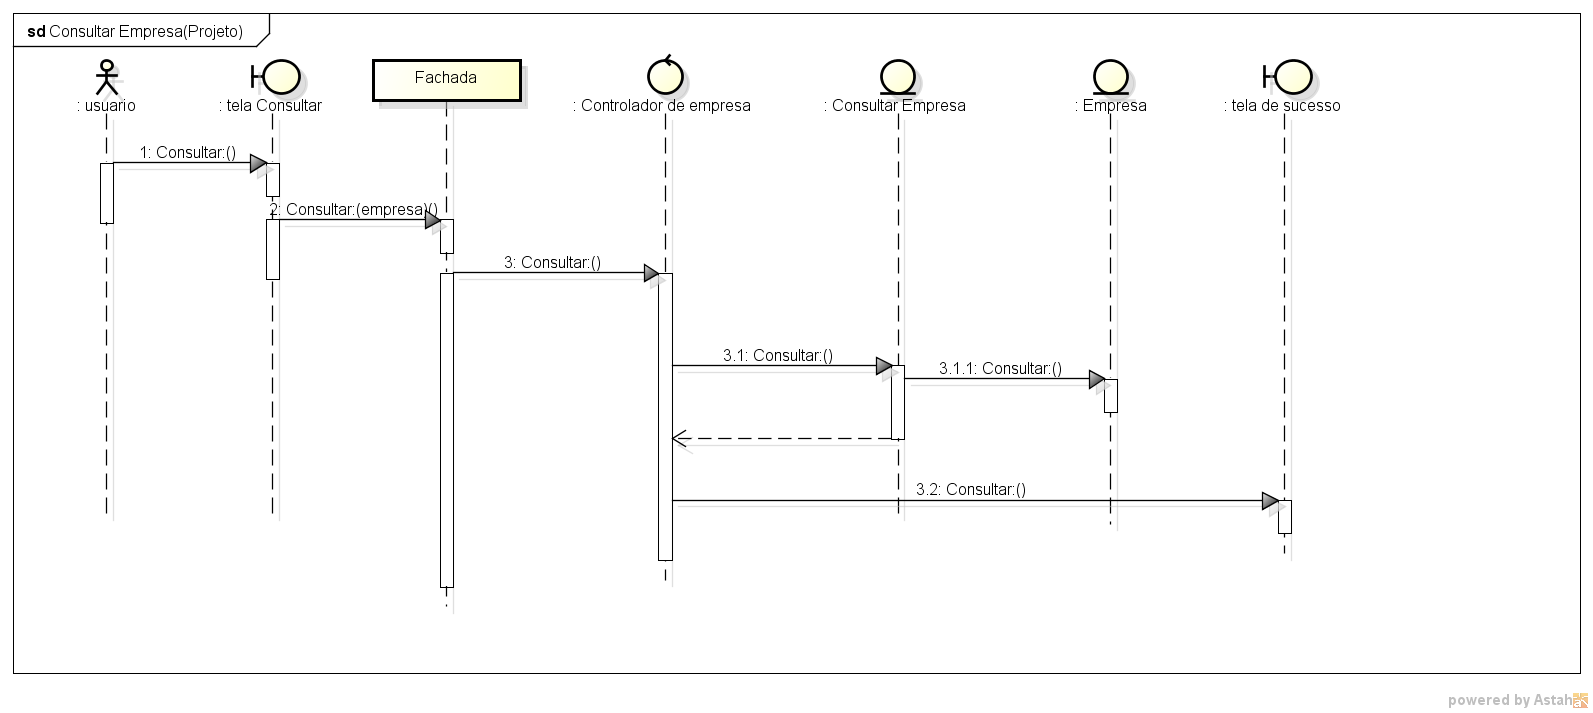 sd Consultar Empresa(Projeto)
: usuario
: tela Consultar
Fachada
: Controlador de empresa
: Consultar Empresa
: Empresa
: tela de sucesso
1: Consultar:()
2: Consultar:(empresa)()
3: Consultar:()
3.1: Consultar:()
3.1.1: Consultar:()
3.2: Consultar:()
powered by Astah